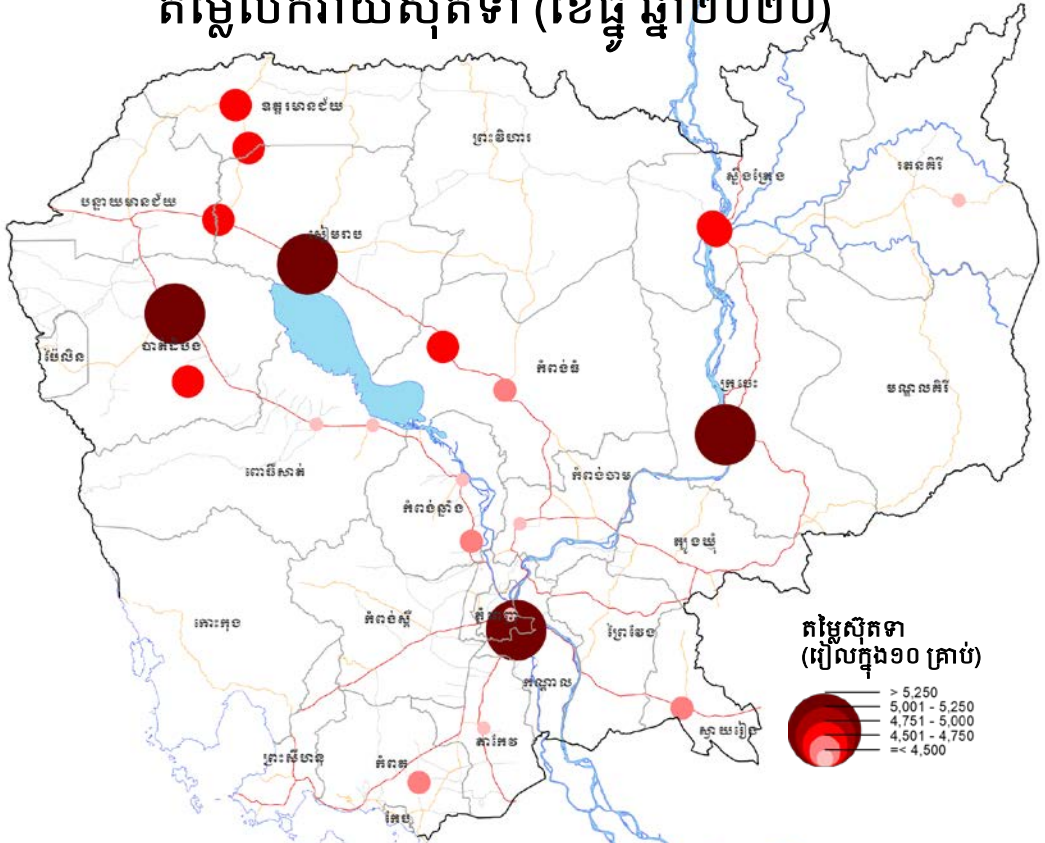 តម្លៃលក់រាយស៊ុតទា (ខែធ្នូ ឆ្នាំ២០២០)
ឧត្តរមានជ័យ
ព្រះវិហារ
ស្ទឹងត្រែង
រតនគិរី
បន្ទាយមានជ័យ
សៀមរាប
បាត់ដំបង
ប៉ៃលិន
កំពង់ធំ
ក្រចេះ
មណ្ឌលគិរី
ពោធិ៍សាត់
កំពង់ចាម
កំពង់ឆ្នាំង
ត្បូងឃ្មុំ
កោះកុង
កំពង់ស្ពឺ
ព្រៃវែង
កណ្តាល
ស្វាយរៀង
តាកែវ
ព្រះសីហនុ
កំពត
កែប
តម្លៃស៊ុតទា
(រៀលក្នុង១០ គ្រាប់)
> 5,250
5,001 - 5,250
4,751 - 5,000
4,501 - 4,750
=< 4,500